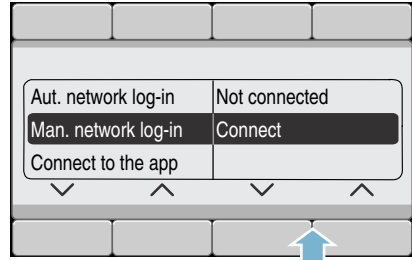 Aut. network log-in Not connected
Man. network log-in Connect
Connect to the app